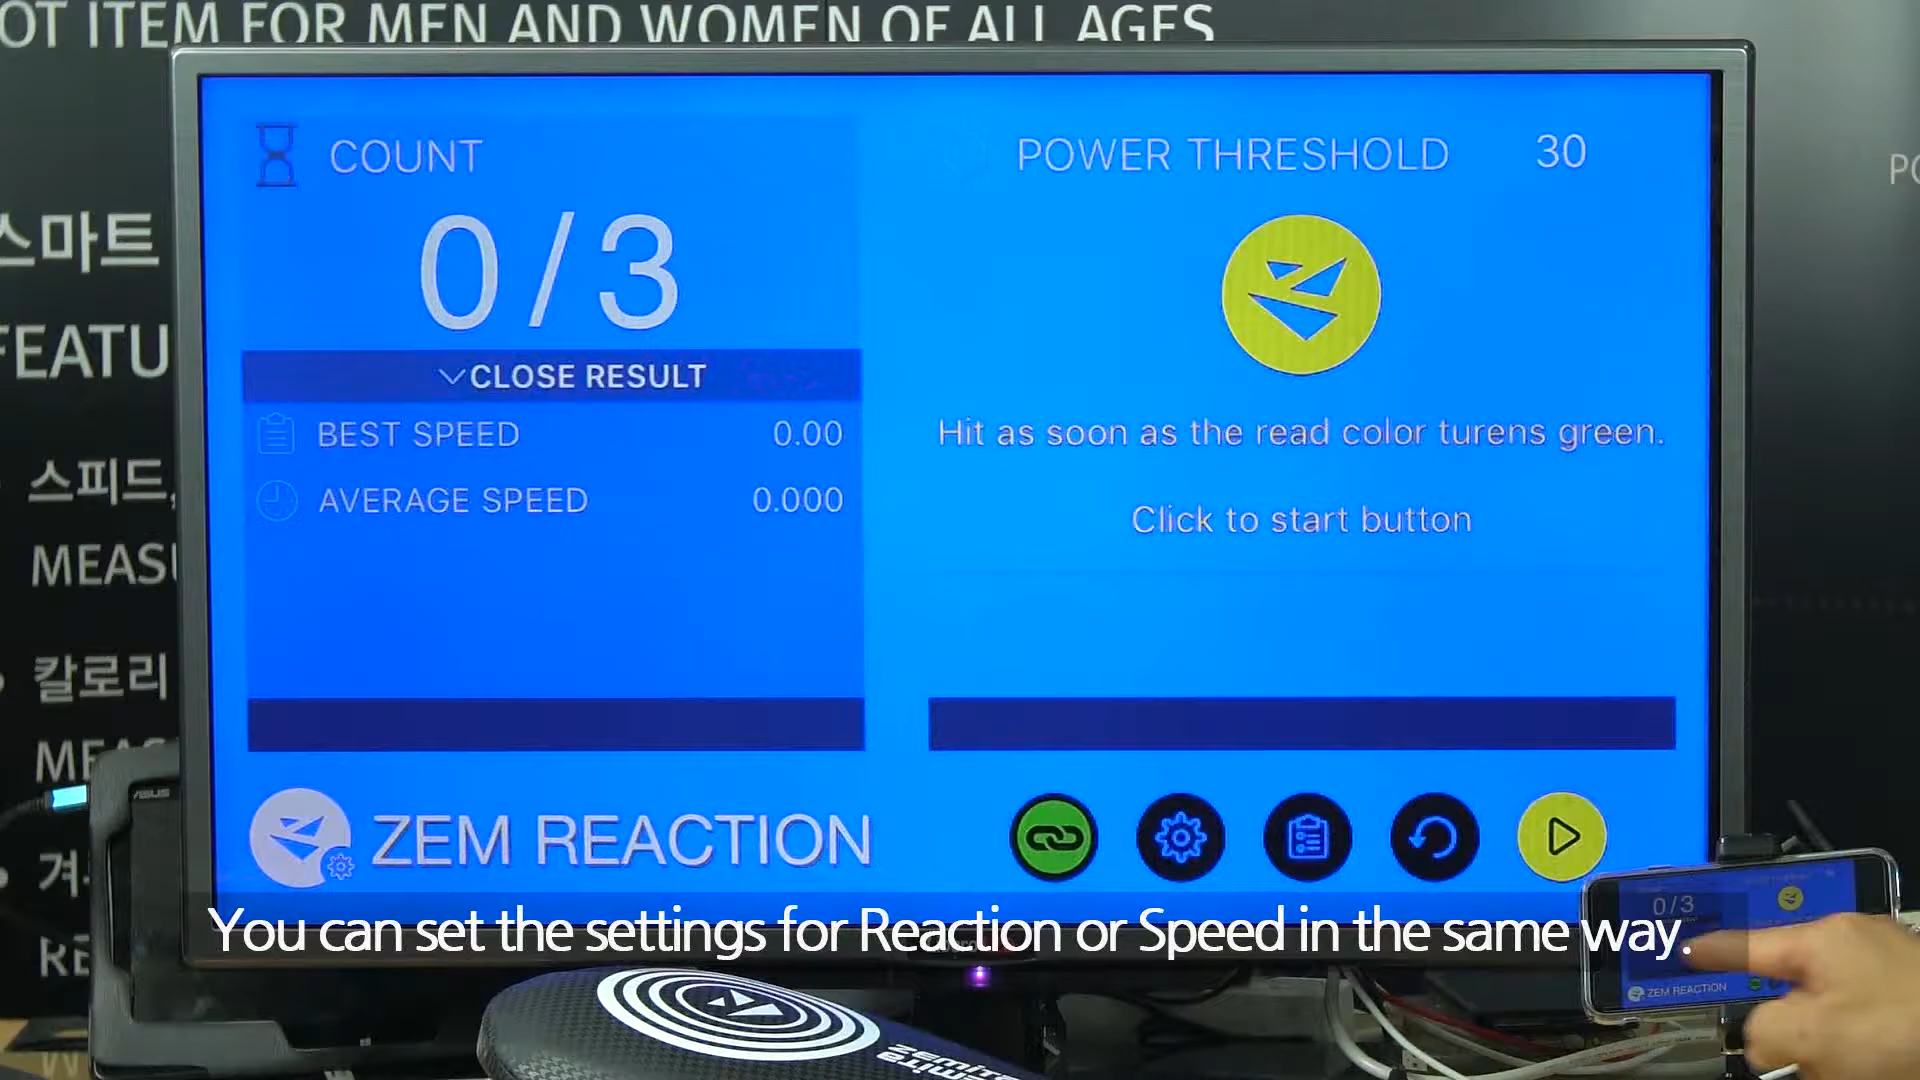 OT ITEM FOR MEN AND WOMEN OF ALL AGES
스마트
FEATU
스피드,
MEASU
칼로리
COUNT
0/3
CLOSE RESULT
BEST SPEED 0.00
AVERAGE SPEED 0.000
POWER THRESHOLD 30
Hit as soon as the read color turens green.
Click to start button
ZEM REACTION
You can set the settings for Reaction or Speed in the same way.
ASUS
0/3
ZEM REACTION